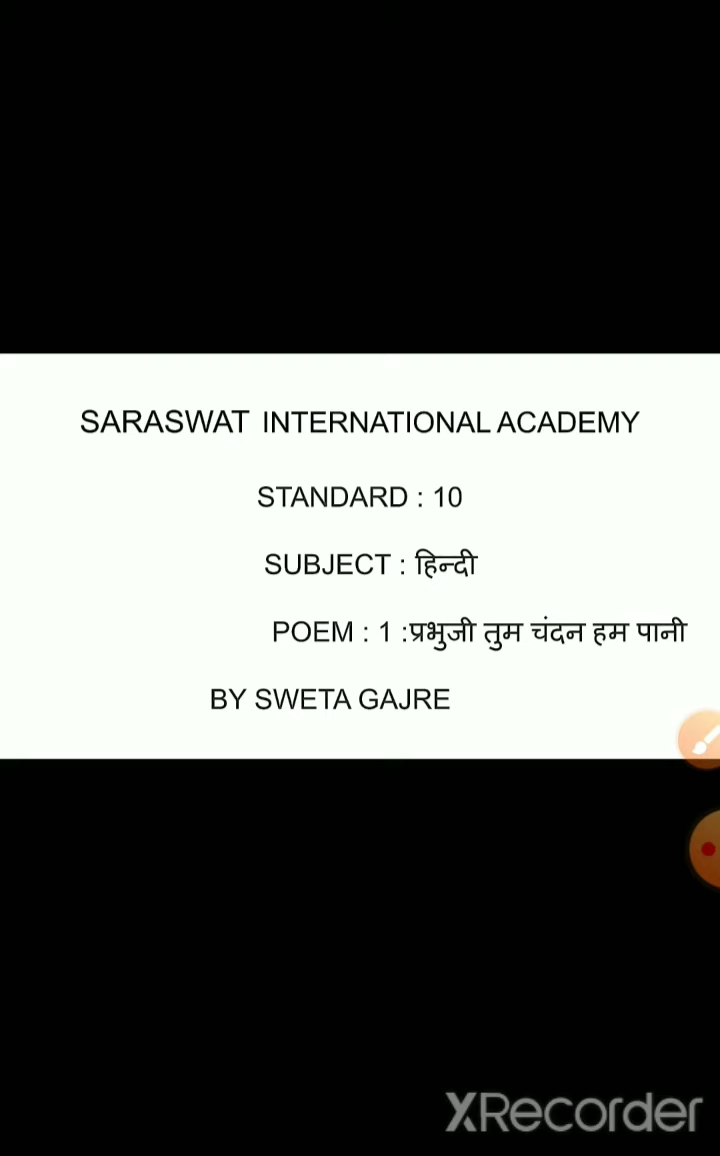 SARASWAT INTERNATIONAL ACADEMY
STANDARD : 10
SUBJECT : हिन्दी
POEM : 1 :प्रभुजी तुम चंदन हम पानी
BY SWETA GAJRE
XRecorder